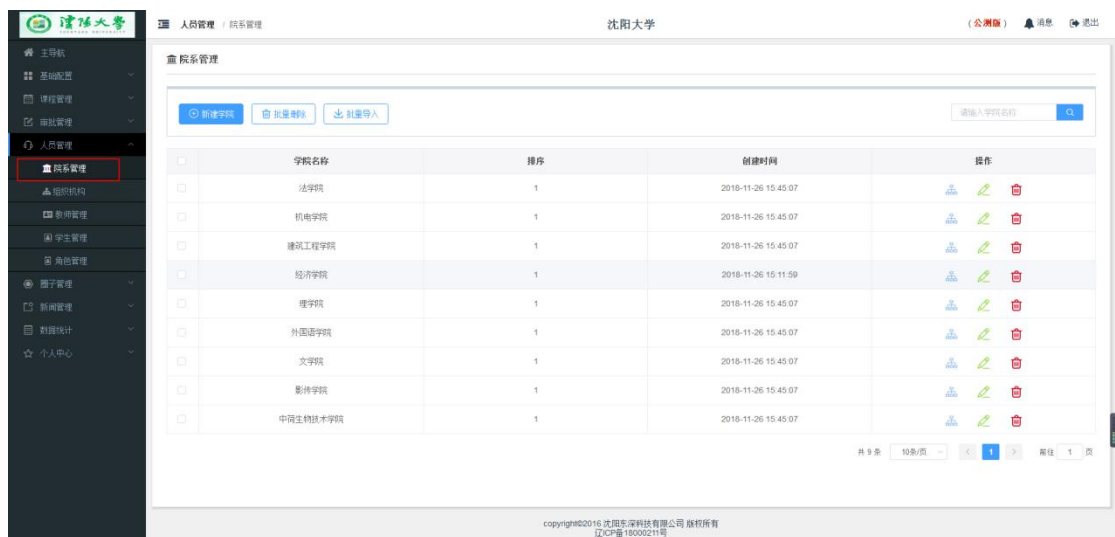 沈阳大学
SHENYANG UNIVERSITY
人员管理 / 院系管理
沈阳大学
(公测版)
消息
退出
主导航
基础配置
课程管理
审批管理
人员管理
院系管理
组织机构
教师管理
学生管理
角色管理
圈子管理
新闻管理
数据统计
个人中心
院系管理
新建学院 批量删除 批量导入
请输入学院名称
学院名称 排序 创建时间 操作
法学院 1 2018-11-26 15:45:07
机电学院 1 2018-11-26 15:45:07
建筑工程学院 1 2018-11-26 15:45:07
经济学院 1 2018-11-26 15:11:59
理学院 1 2018-11-26 15:45:07
外国语学院 1 2018-11-26 15:45:07
文学院 1 2018-11-26 15:45:07
影传学院 1 2018-11-26 15:45:07
中荷生物技术学院 1 2018-11-26 15:45:07
共 9 条 10条/页 < 1 > 前往 1 页
copyright©2016 沈阳东深科技有限公司 版权所有
辽ICP备18000211号